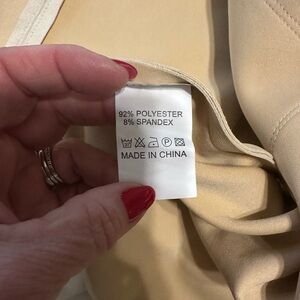 92% POLYESTER
8% SPANDEX
MADE IN CHINA